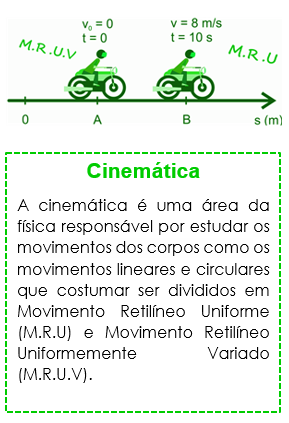 v₀ = 0
t = 0
v = 8 m/s
t = 10 s
M.R.U.V
M.R.U
0
A
B
s (m)
Cinemática
A cinemática é uma área da
física responsável por estudar os
movimentos dos corpos como os
movimentos lineares e circulares
que costumar ser divididos em
Movimento Retilíneo Uniforme
(M.R.U) e Movimento Retilíneo
Uniformemente Variado
(M.R.U.V).